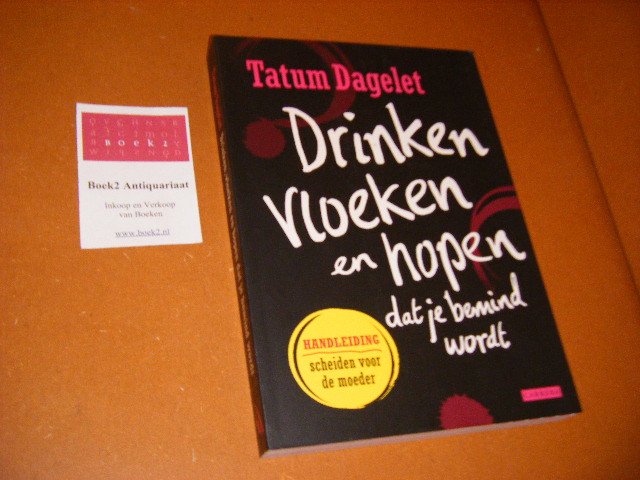 BOEK2
Boek2 Antiquariaat
Inkoop en Verkoop
van Boeken
www.boek2.nl
Tatum Dagelet
Drinken
vloeken
en hopen
dat je bemind
wordt
HANDLEIDING
scheiden voor
de moeder